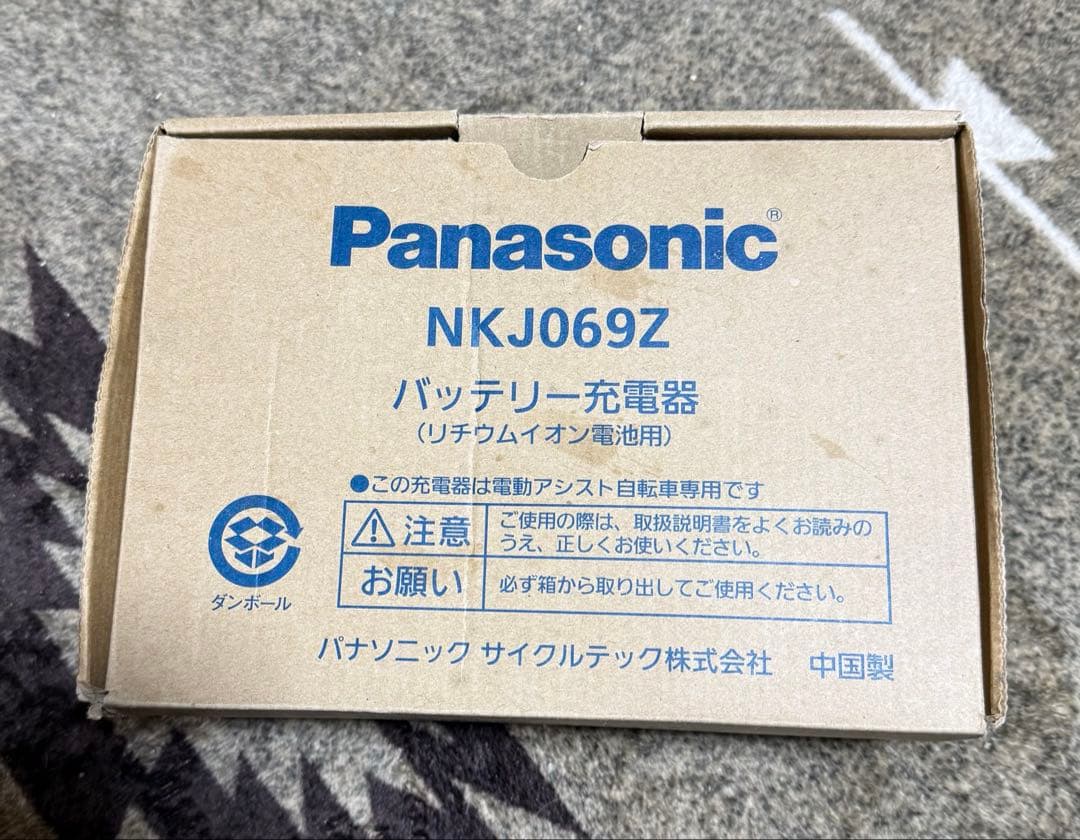 Panasonic®
NKJ069Z
バッテリー充電器
（リチウムイオン電池用）
●この充電器は電動アシスト自転車専用です
注意
ご使用の際は、取扱説明書をよくお読みの
うえ、正しくお使いください。
お願い
必ず箱から取り出してご使用ください。
ダンボール
パナソニック サイクルテック株式会社 中国製